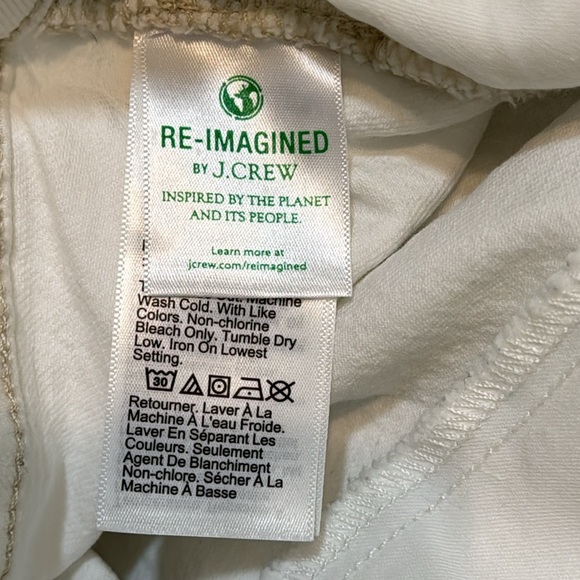 RE-IMAGINED
BY J.CREW
INSPIRED BY THE PLANET
AND ITS PEOPLE.
Learn more at
jcrew.com/reimagined
Machine
Wash Cold. With Like
Colors. Non-chlorine
Bleach Only. Tumble Dry
Low. Iron On Lowest
Setting.
30
Retourner. Laver À La
Machine À L'eau Froide.
Laver En Séparant Les
Couleurs. Seulement
Agent De Blanchiment
Non-chlore. Sécher À La
Machine À Basse